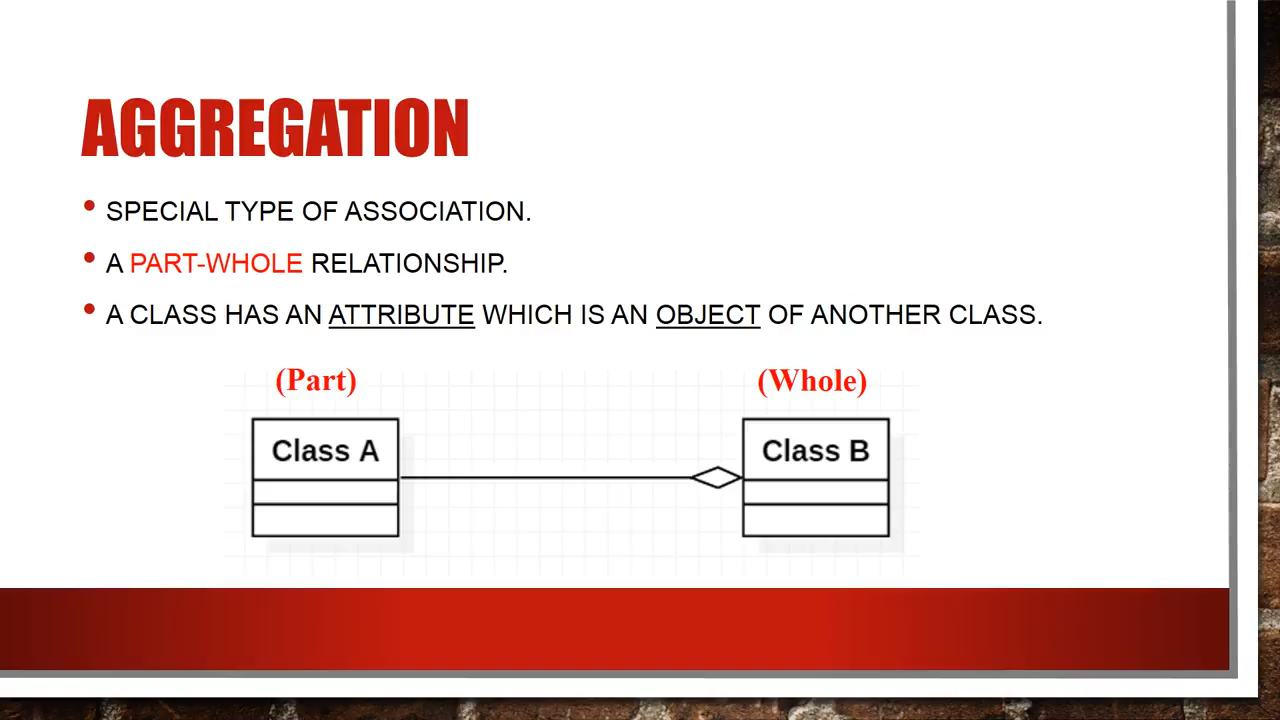 AGGREGATION
• SPECIAL TYPE OF ASSOCIATION.
• A PART-WHOLE RELATIONSHIP.
• A CLASS HAS AN ATTRIBUTE WHICH IS AN OBJECT OF ANOTHER CLASS.
(Part)
(Whole)
Class A
Class B